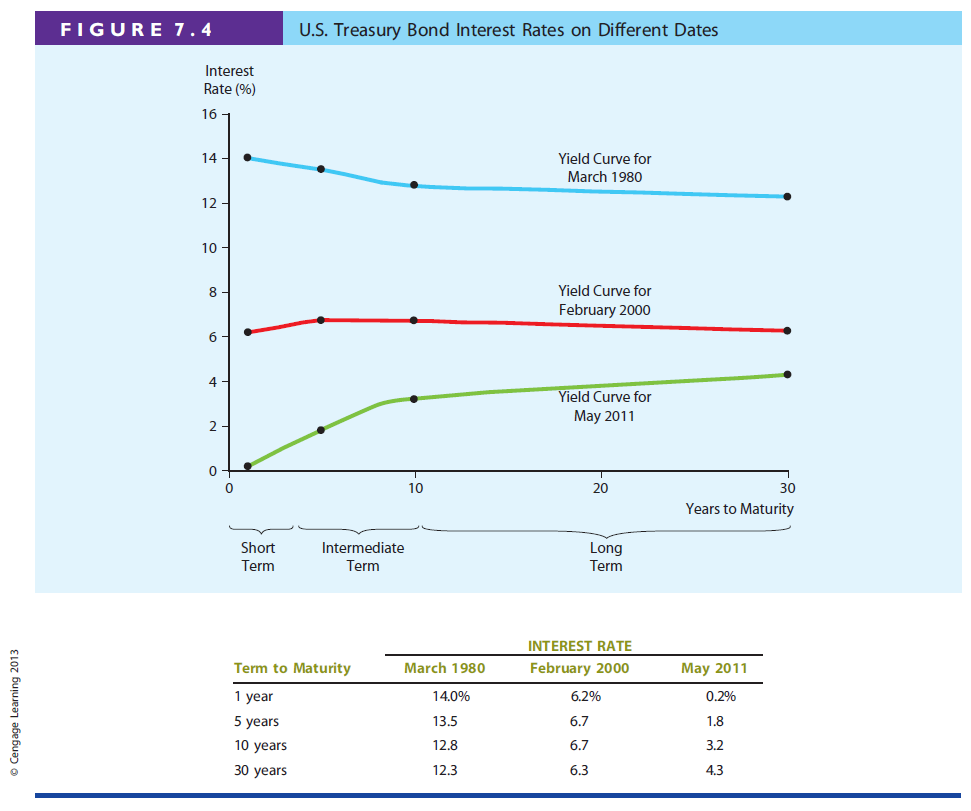 FIGURE 7.4
U.S. Treasury Bond Interest Rates on Different Dates
Interest
Rate (%)
16
14
12
10
8
6
4
2
0
Yield Curve for
March 1980
Yield Curve for
February 2000
Yield Curve for
May 2011
0 10 20 30
Years to Maturity
Short
Term
Intermediate
Term
Long
Term
INTEREST RATE
Term to Maturity March 1980 February 2000 May 2011
1 year 14.0% 6.2% 0.2%
5 years 13.5 6.7 1.8
10 years 12.8 6.7 3.2
30 years 12.3 6.3 4.3
© Cengage Learning 2013